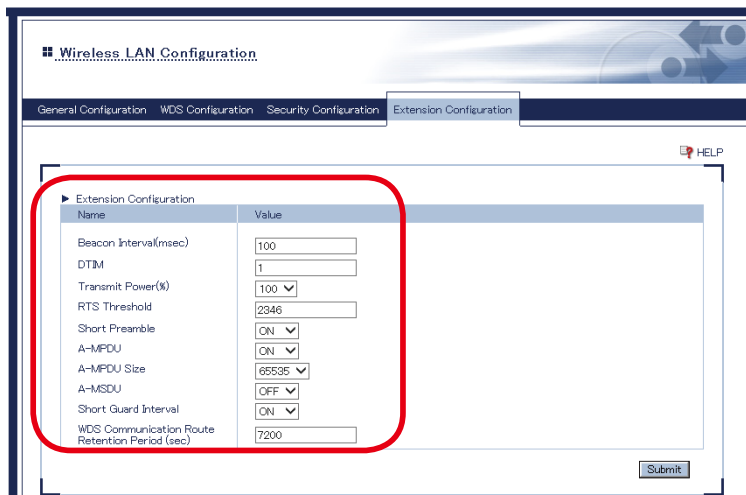 Wireless LAN Configuration
General Configuration WDS Configuration Security Configuration Extension Configuration
HELP
Extension Configuration
Name Value
Beacon Interval(msec) 100
DTIM 1
Transmit Power(%) 100
RTS Threshold 2346
Short Preamble ON
A-MPDU ON
A-MPDU Size 65535
A-MSDU OFF
Short Guard Interval ON
WDS Communication Route
Retention Period (sec) 7200
Submit